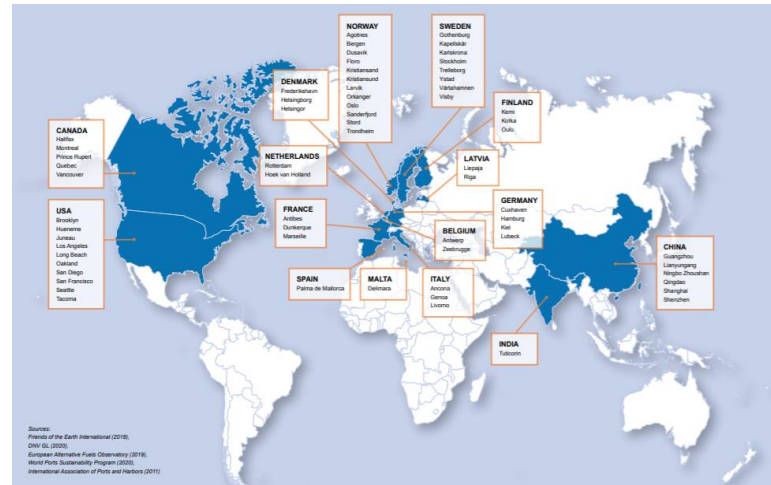 NORWAY
Agotnes
Bergen
Dusavik
Floro
Kristiansand
Kristiansund
Larvik
Orkanger
Oslo
Sanderfjord
Stord
Trondheim
SWEDEN
Gothenburg
Kapellskär
Karlskrona
Stockholm
Trelleborg
Ystad
Värtahamnen
Visby
DENMARK
Frederikshavn
Helsingborg
Helsingor
FINLAND
Kemi
Kotka
Oulu
CANADA
Halifax
Montreal
Prince Rupert
Quebec
Vancouver
NETHERLANDS
Rotterdam
Hoek van Holland
LATVIA
Liepaja
Riga
USA
Brooklyn
Hueneme
Juneau
Los Angeles
Long Beach
Oakland
San Diego
San Francisco
Seattle
Tacoma
FRANCE
Antibes
Dunkerque
Marseille
GERMANY
Cuxhaven
Hamburg
Kiel
Lubeck
BELGIUM
Antwerp
Zeebrugge
CHINA
Guangzhou
Lianyungang
Ningbo Zhoushan
Qingdao
Shanghai
Shenzhen
SPAIN
Palma de Mallorca
MALTA
Delimara
ITALY
Ancona
Genoa
Livorno
INDIA
Tuticorin
Sources:
Friends of the Earth International (2019),
DNV GL (2020),
European Alternative Fuels Observatory (2019),
World Ports Sustainability Program (2020),
International Association of Ports and Harbors (2011)